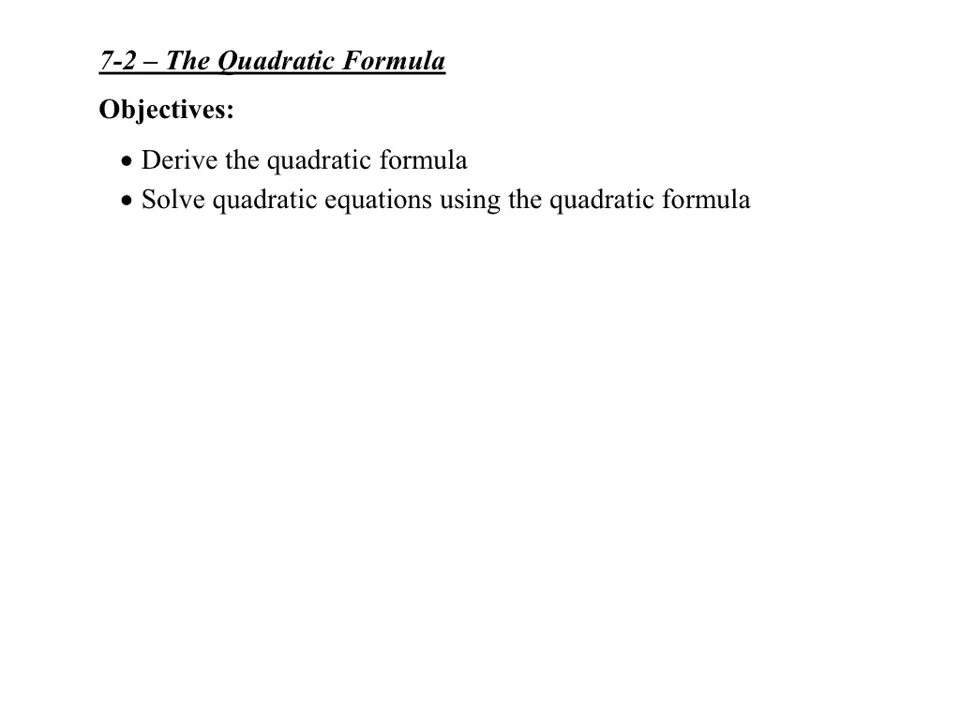 7-2 – The Quadratic Formula
Objectives:
• Derive the quadratic formula
• Solve quadratic equations using the quadratic formula